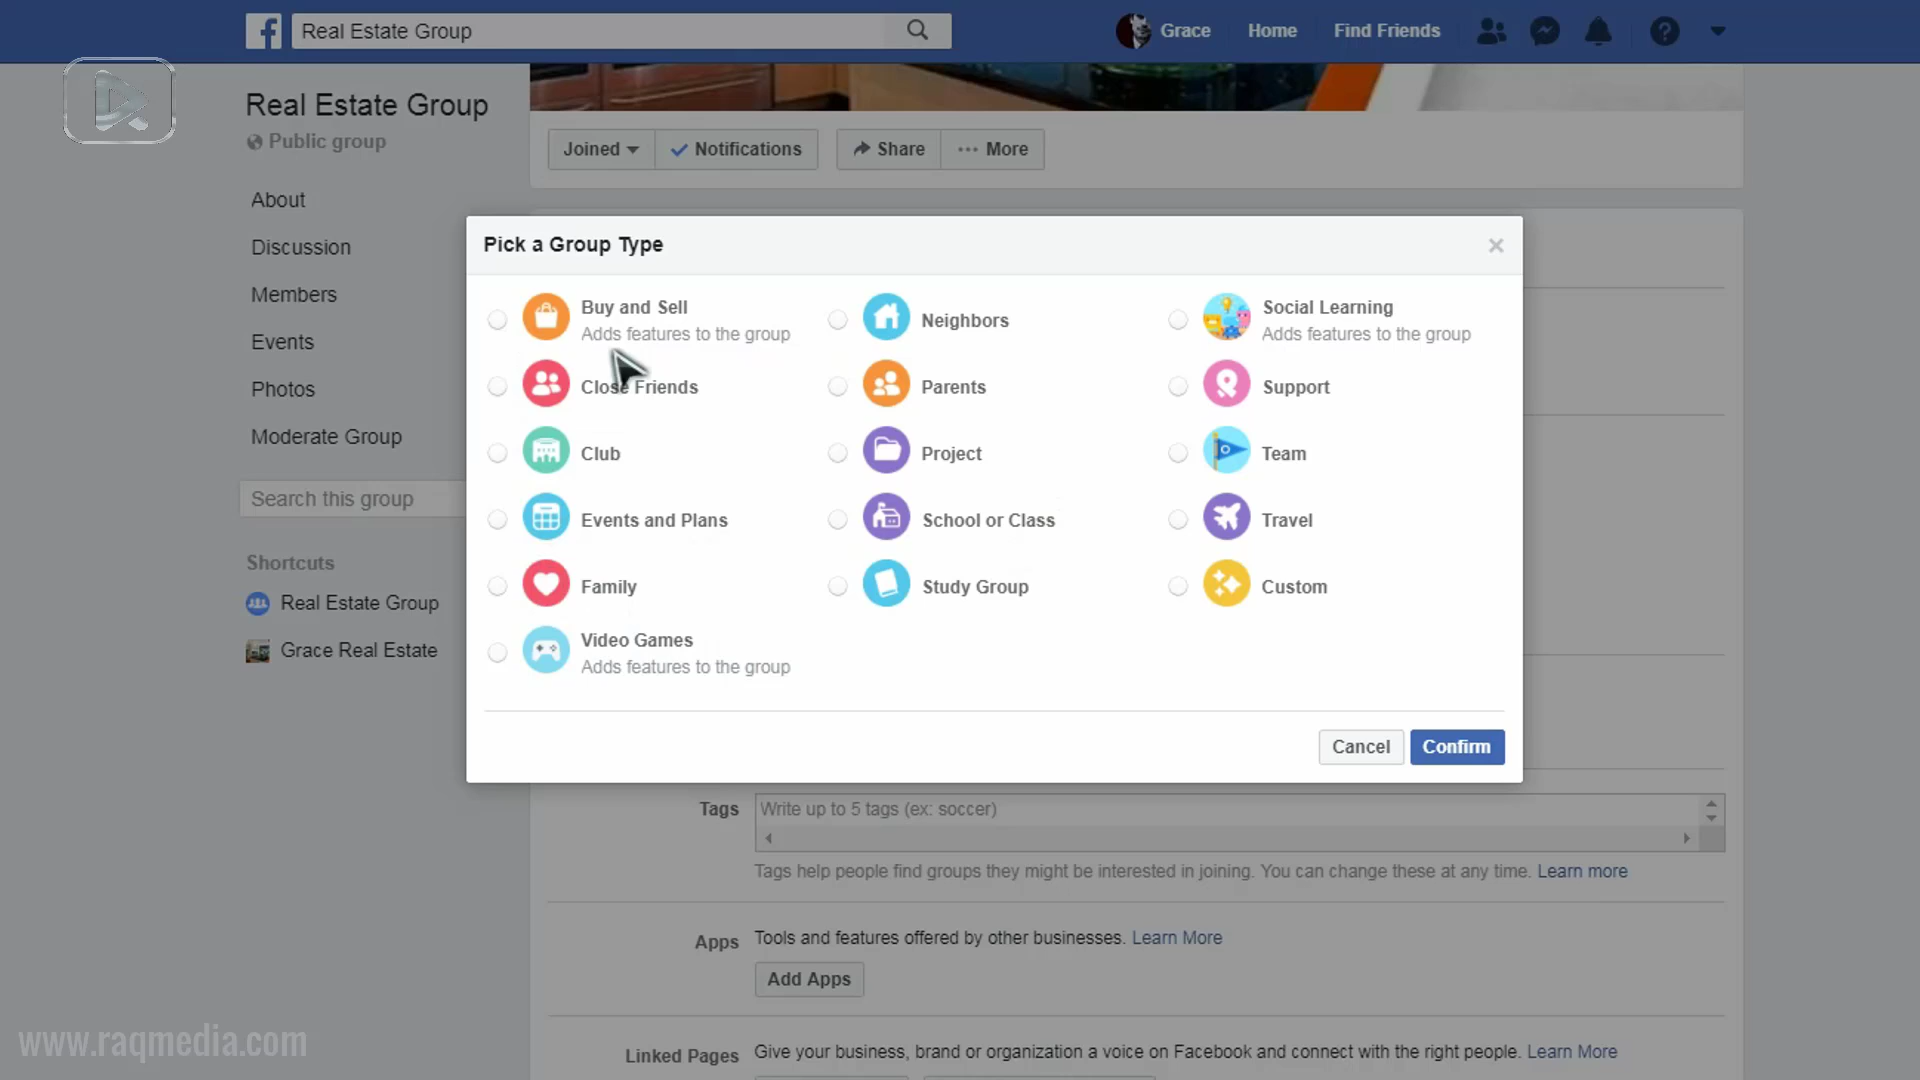 Real Estate Group
Grace
Home
Find Friends
Real Estate Group
Public group
About
Discussion
Members
Events
Photos
Moderate Group
Search this group
Shortcuts
Real Estate Group
Grace Real Estate
Joined
Notifications
Share
More
Pick a Group Type
Buy and Sell
Adds features to the group
Neighbors
Social Learning
Adds features to the group
Close Friends
Parents
Support
Club
Project
Team
Events and Plans
School or Class
Travel
Family
Study Group
Custom
Video Games
Adds features to the group
Cancel
Confirm
Tags
Write up to 5 tags (ex: soccer)
Tags help people find groups they might be interested in joining. You can change these at any time. Learn more
Apps
Tools and features offered by other businesses. Learn More
Add Apps
Linked Pages
Give your business, brand or organization a voice on Facebook and connect with the right people. Learn More
www.raqmedia.com